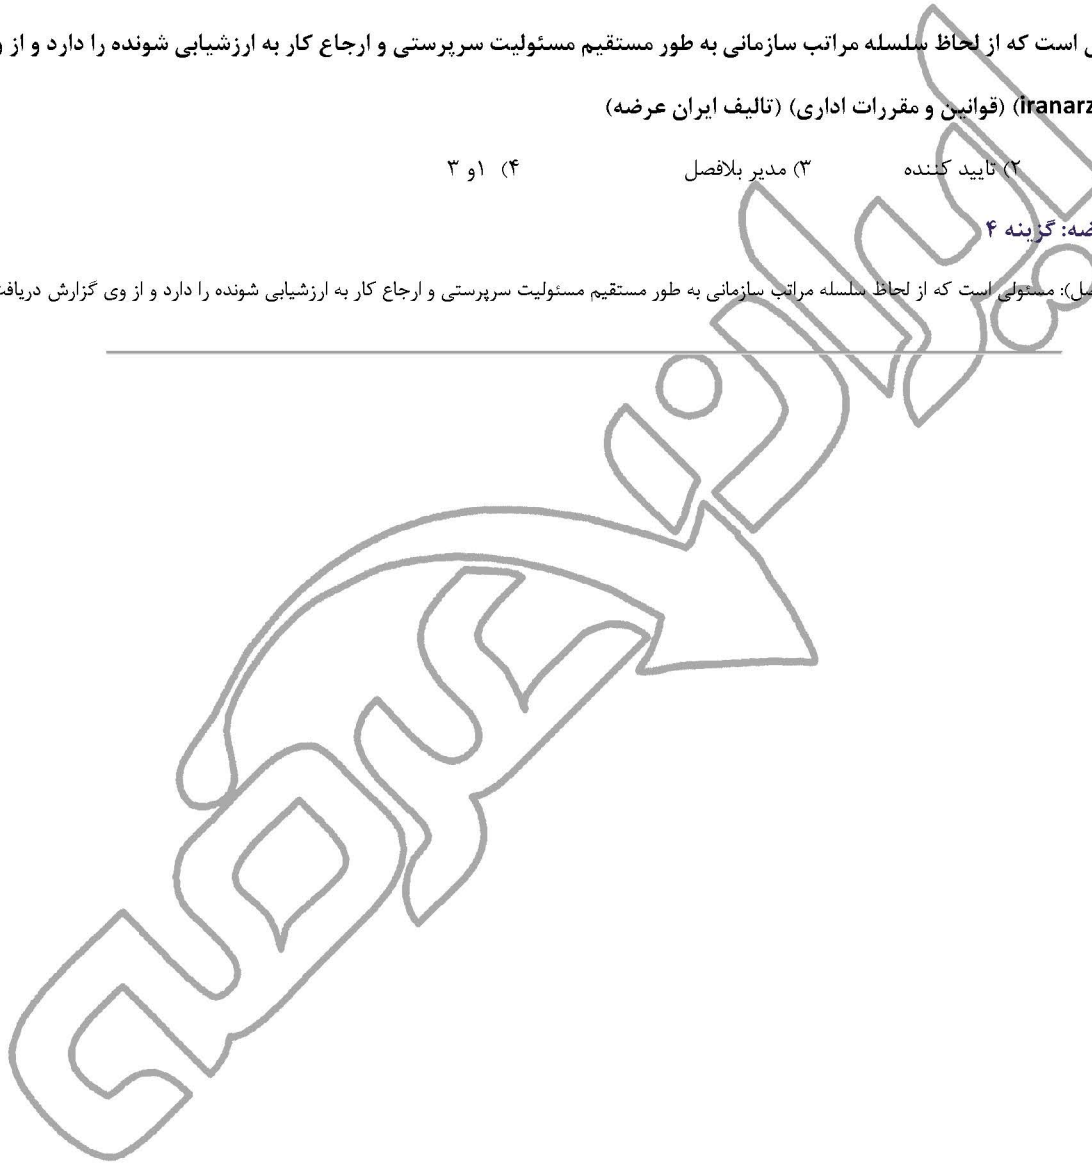 است که از لحاظ سلسله مراتب سازمانی به طور مستقیم مسئولیت سرپرستی و ارجاع کار به ارزشیابی شونده را دارد و از
iranarz) (قوانین و مقررات اداری) (تالیف ایران عرضه)
۲) تایید کننده ۳) مدیر بلافصل ۴) ۱و ۳
ضه: گزینه ۴
صل): مسئولی است که از لحاظ سلسله مراتب سازمانی به طور مستقیم مسئولیت سرپرستی و ارجاع کار به ارزشیابی شونده را دارد و از وی گزارش دریافت
ایران عرضه